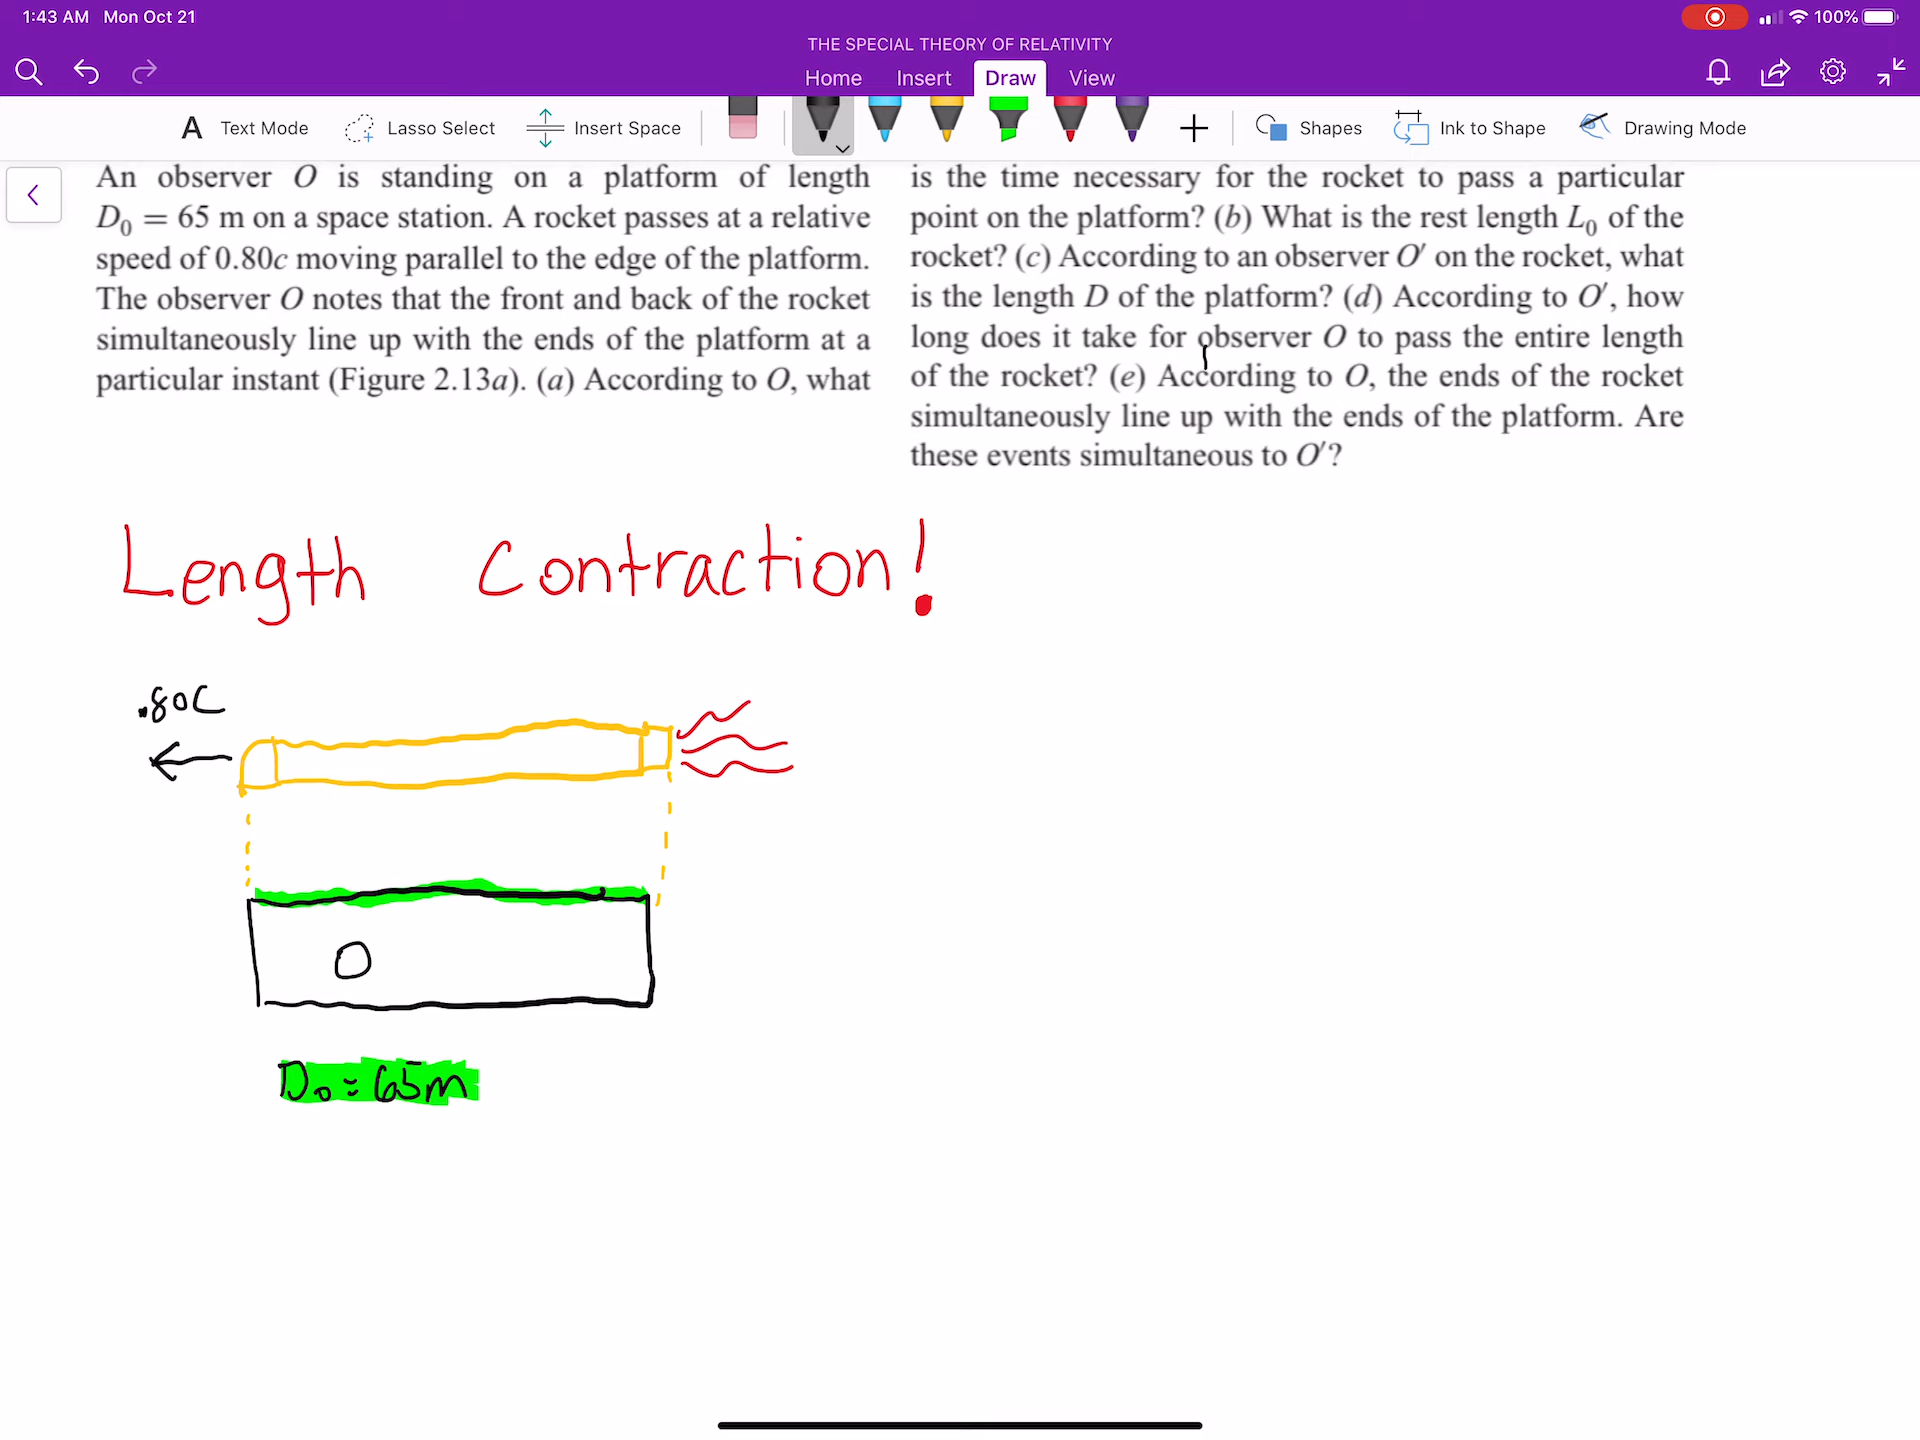 1:43 AM Mon Oct 21
100%
THE SPECIAL THEORY OF RELATIVITY
Home Insert Draw View
A Text Mode Lasso Select Insert Space Shapes Ink to Shape Drawing Mode
An observer O is standing on a platform of length
D₀ = 65 m on a space station. A rocket passes at a relative
speed of 0.80c moving parallel to the edge of the platform.
The observer O notes that the front and back of the rocket
simultaneously line up with the ends of the platform at a
particular instant (Figure 2.13a). (a) According to O, what
is the time necessary for the rocket to pass a particular
point on the platform? (b) What is the rest length L₀ of the
rocket? (c) According to an observer O′ on the rocket, what
is the length D of the platform? (d) According to O′, how
long does it take for observer O to pass the entire length
of the rocket? (e) According to O, the ends of the rocket
simultaneously line up with the ends of the platform. Are
these events simultaneous to O′?
Length Contraction!
.80C
O
D₀ = 65m